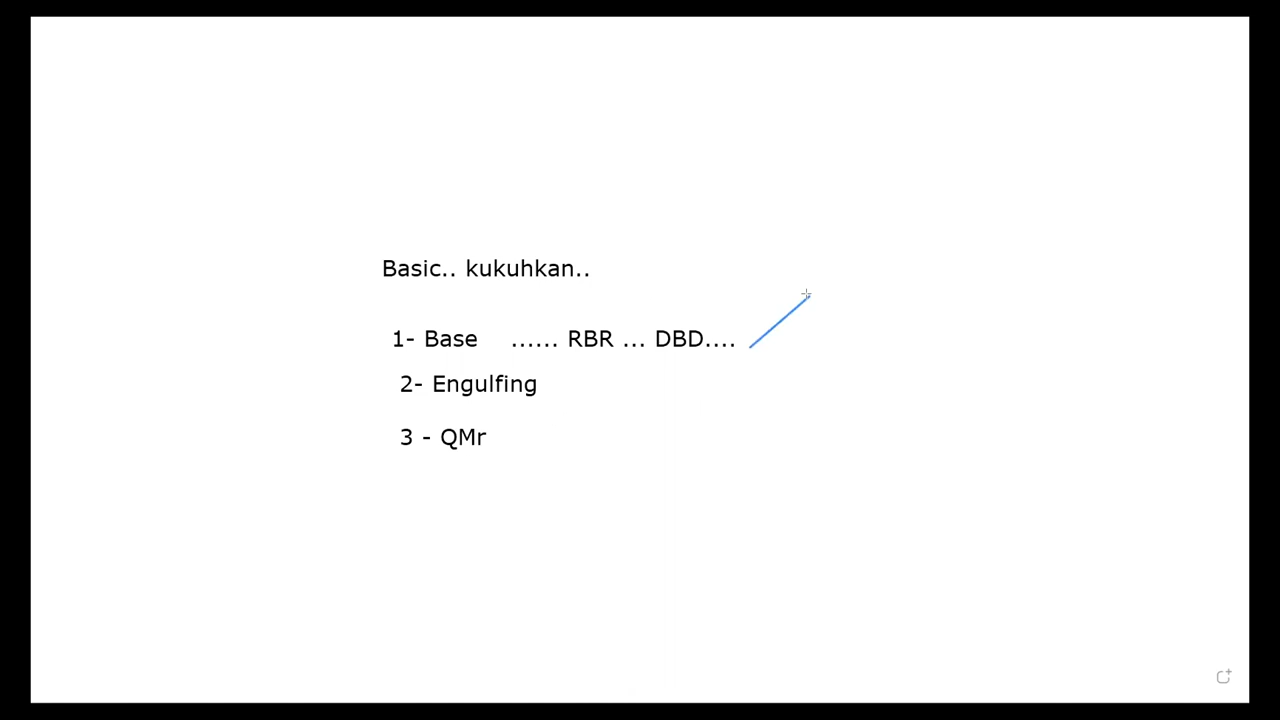 Basic.. kukuhkan..
1- Base ...... RBR ... DBD....
2- Engulfing
3 - QMr